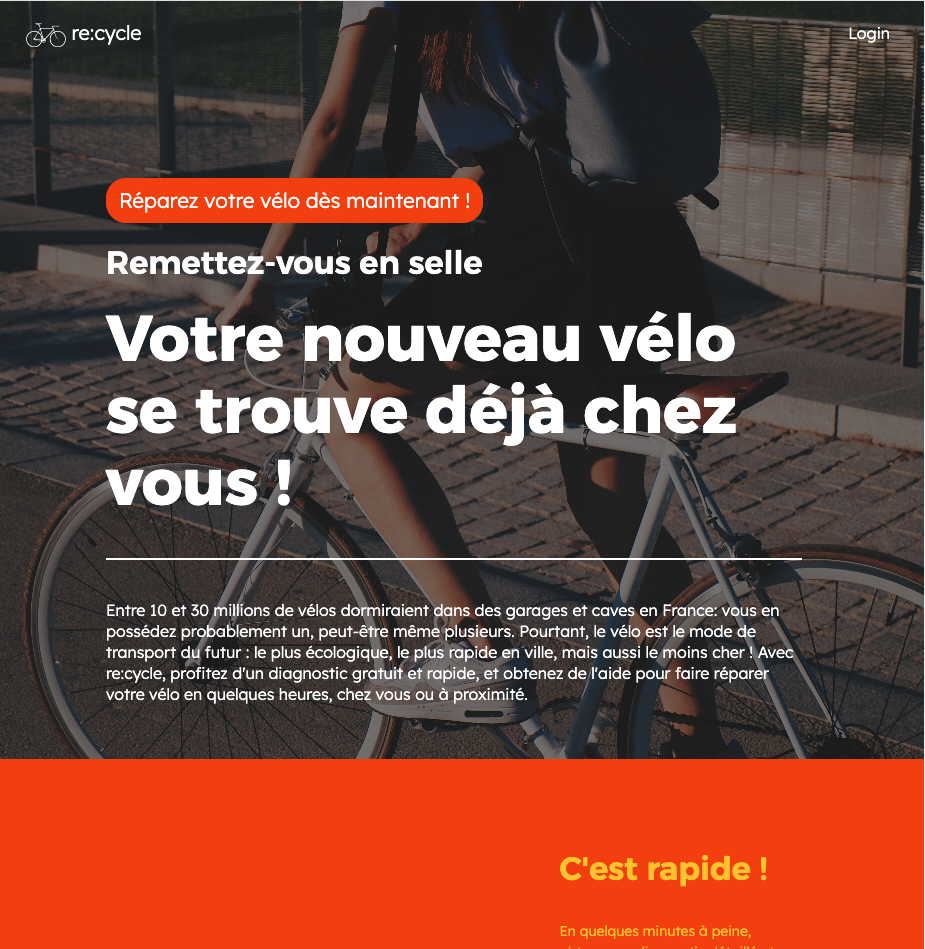 re:cycle
Login
Réparez votre vélo dès maintenant !
Remettez-vous en selle
Votre nouveau vélo
se trouve déjà chez
vous !
Entre 10 et 30 millions de vélos dormiraient dans des garages et caves en France: vous en
possédez probablement un, peut-être même plusieurs. Pourtant, le vélo est le mode de
transport du futur : le plus écologique, le plus rapide en ville, mais aussi le moins cher ! Avec
re:cycle, profitez d'un diagnostic gratuit et rapide, et obtenez de l'aide pour faire réparer
votre vélo en quelques heures, chez vous ou à proximité.
C'est rapide !
En quelques minutes à peine,